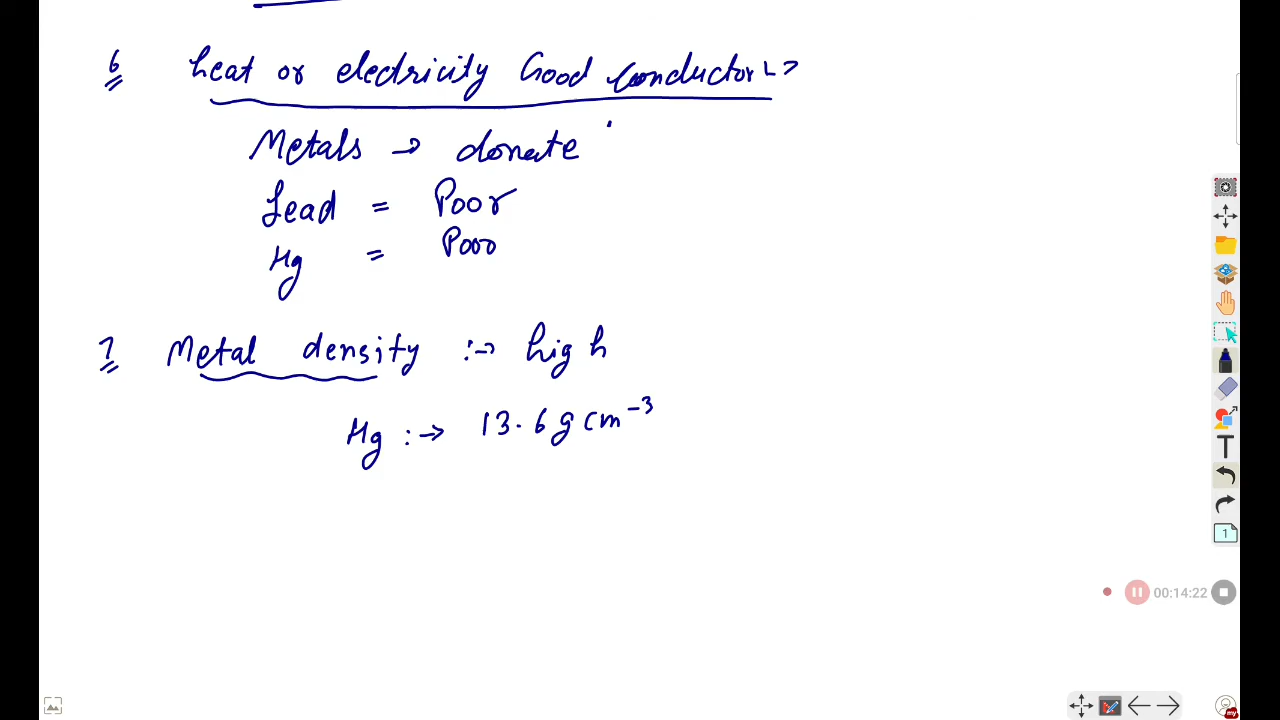 6 heat or electricity Good conductor :->
Metals -> donate
Lead = Poor
Hg = Poor
7 Metal density :-> high
Hg :-> 13.6 g cm⁻³
T
1
00:14:22